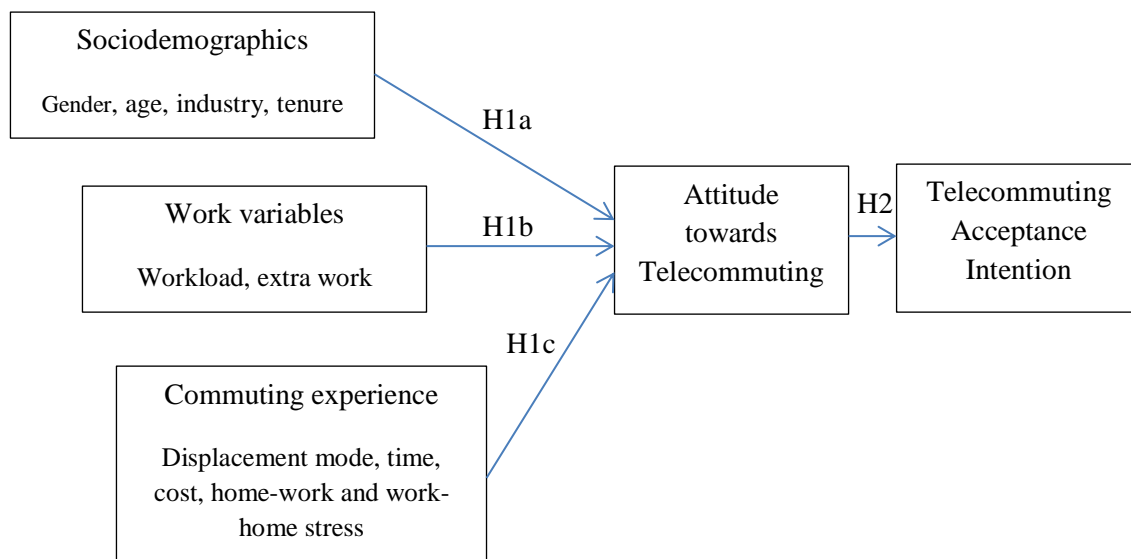 Sociodemographics
Gender, age, industry, tenure
H1a
Work variables
Workload, extra work
H1b
Commuting experience
Displacement mode, time,
cost, home-work and work-
home stress
H1c
Attitude
towards
Telecommuting
H2
Telecommuting
Acceptance
Intention